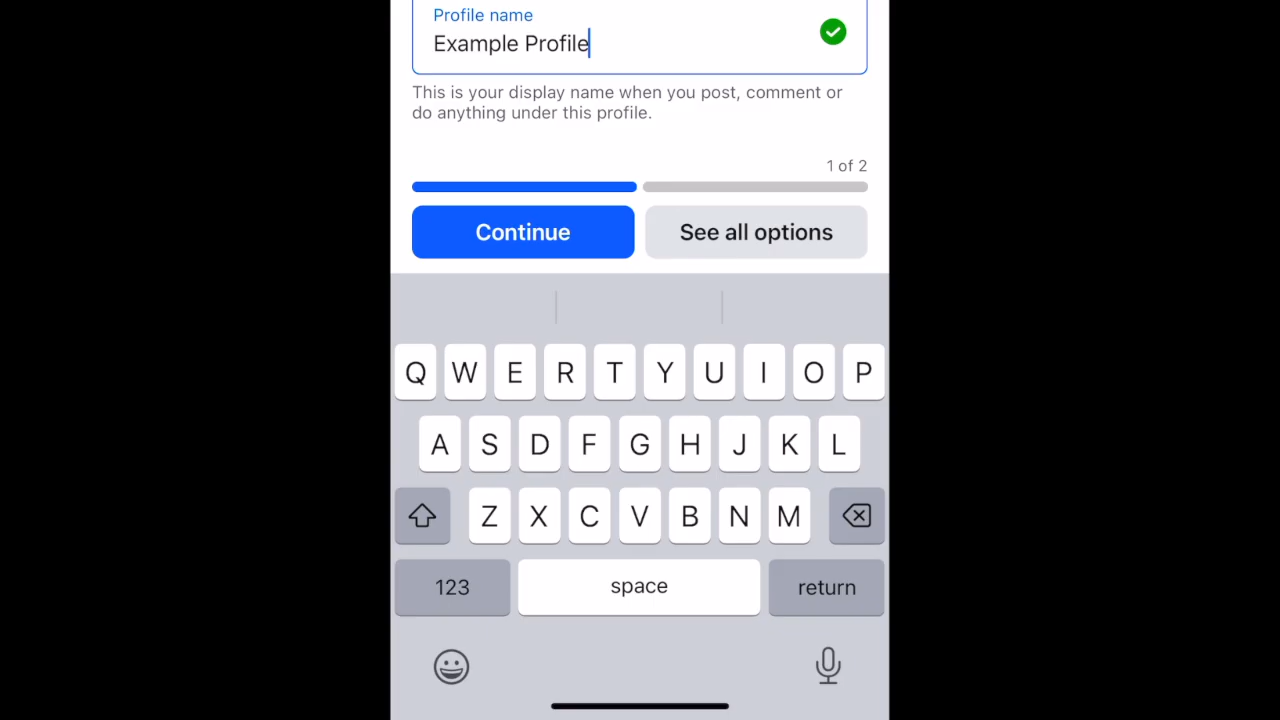 Profile name
Example Profile
This is your display name when you post, comment or
do anything under this profile.
1 of 2
Continue See all options
Q W E R T Y U I O P
A S D F G H J K L
Z X C V B N M
123 space return